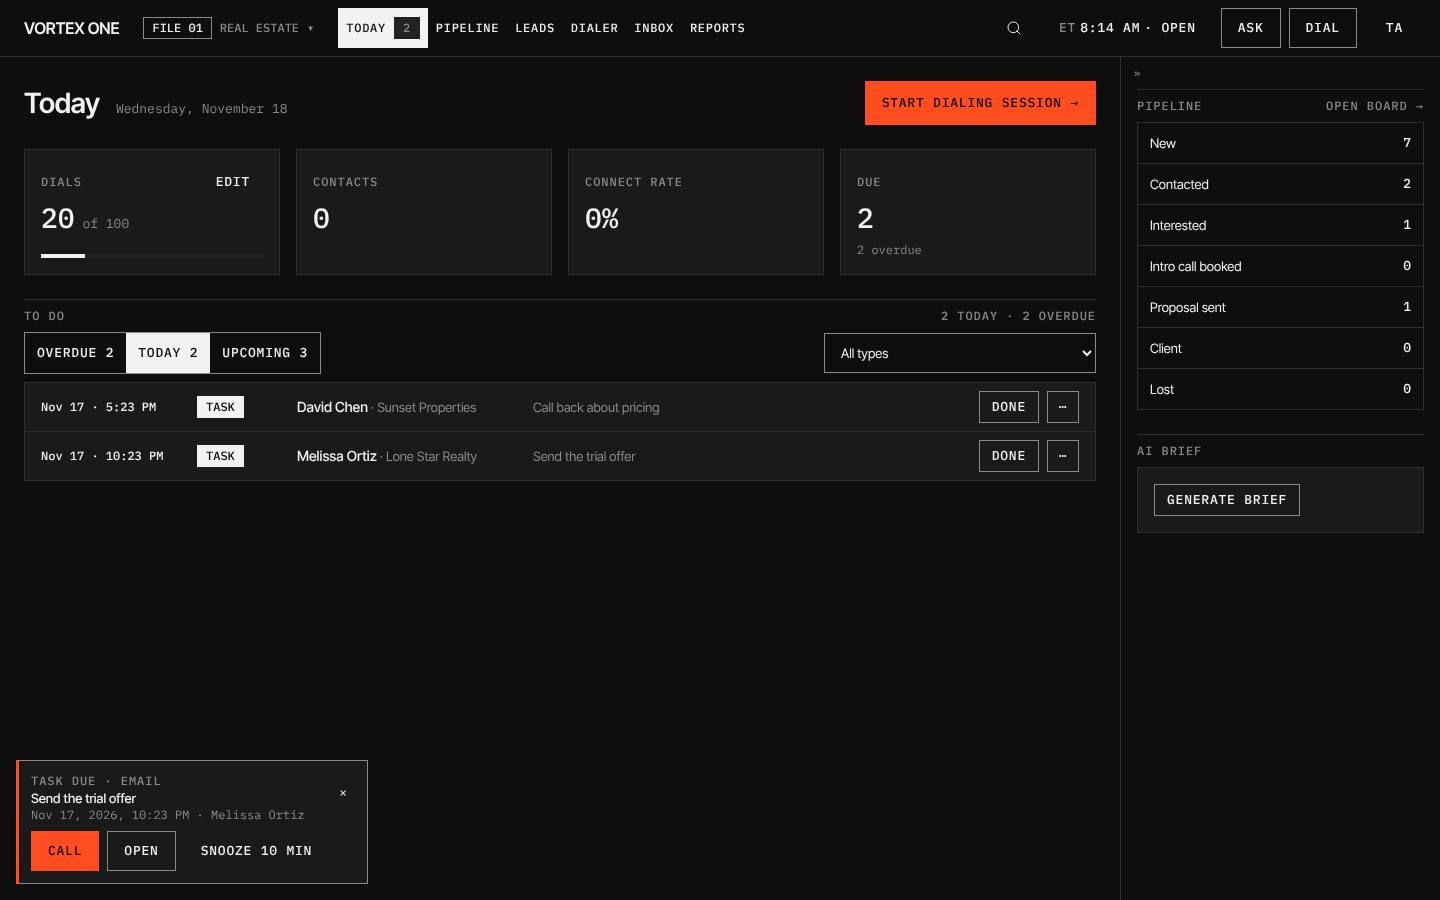 VORTEX ONE FILE 01 REAL ESTATE ▾ TODAY 2 PIPELINE LEADS DIALER INBOX REPORTS ET 8:14 AM · OPEN ASK DIAL TA
Today Wednesday, November 18 START DIALING SESSION →
DIALS EDIT
20 of 100
CONTACTS
0
CONNECT RATE
0%
DUE
2
2 overdue
TO DO 2 TODAY · 2 OVERDUE
OVERDUE 2 TODAY 2 UPCOMING 3 All types
Nov 17 · 5:23 PM TASK David Chen · Sunset Properties Call back about pricing DONE ⋯
Nov 17 · 10:23 PM TASK Melissa Ortiz · Lone Star Realty Send the trial offer DONE ⋯
»
PIPELINE OPEN BOARD →
New 7
Contacted 2
Interested 1
Intro call booked 0
Proposal sent 1
Client 0
Lost 0
AI BRIEF
GENERATE BRIEF
TASK DUE · EMAIL ×
Send the trial offer
Nov 17, 2026, 10:23 PM · Melissa Ortiz
CALL OPEN SNOOZE 10 MIN